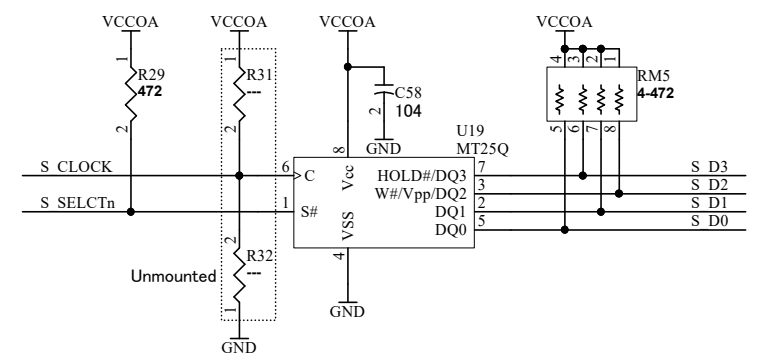 VCCOA
VCCOA
VCCOA
VCCOA
1
R29
472
2
1
R31
---
2
C58
104
2
GND
4
3
2
1
RM5
4-472
5
6
7
8
U19
MT25Q
S_CLOCK
6
C
8
Vcc
HOLD#/DQ3
7
S_D3
W#/Vpp/DQ2
3
S_D2
S_SELCTn
1
S#
VSS
4
DQ1
2
S_D1
DQ0
5
S_D0
2
R32
---
1
Unmounted
GND
GND